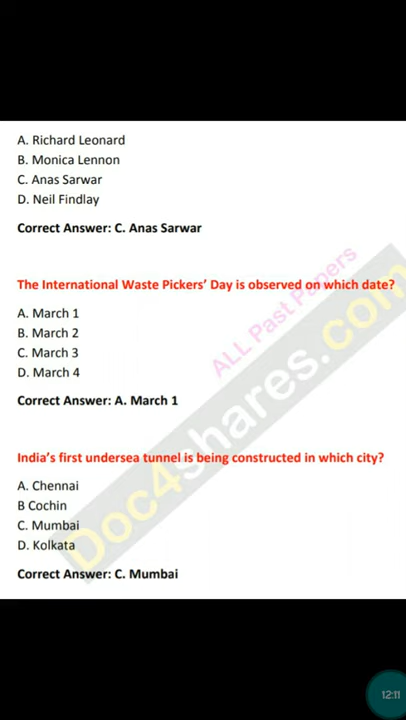 A. Richard Leonard
B. Monica Lennon
C. Anas Sarwar
D. Neil Findlay
Correct Answer: C. Anas Sarwar
The International Waste Pickers' Day is observed on which date?
A. March 1
B. March 2
C. March 3
D. March 4
Correct Answer: A. March 1
India's first undersea tunnel is being constructed in which city?
A. Chennai
B Cochin
C. Mumbai
D. Kolkata
Correct Answer: C. Mumbai
ALL Past Papers
Doc4shares.com
12:11